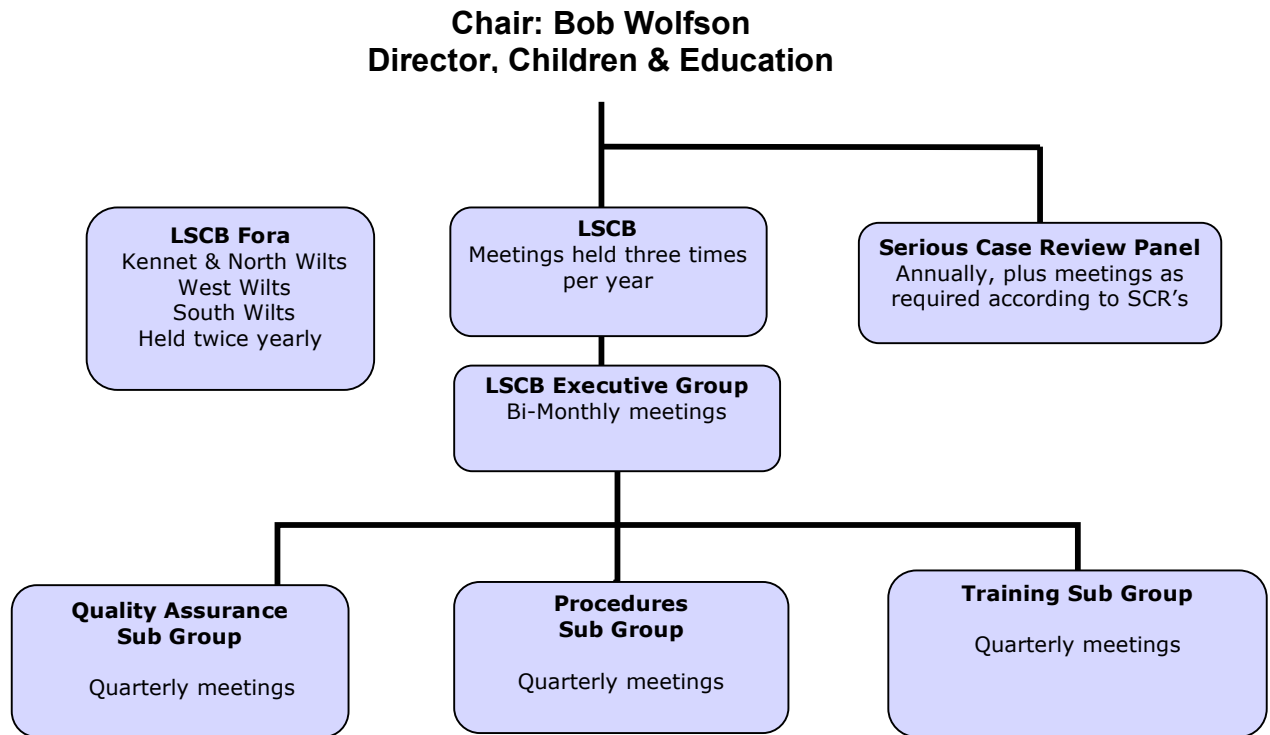 Chair: Bob Wolfson
Director, Children & Education
LSCB Fora
Kennet & North Wilts
West Wilts
South Wilts
Held twice yearly
LSCB
Meetings held three times
per year
Serious Case Review Panel
Annually, plus meetings as
required according to SCR’s
LSCB Executive Group
Bi-Monthly meetings
Quality Assurance
Sub Group
Quarterly meetings
Procedures
Sub Group
Quarterly meetings
Training Sub Group
Quarterly meetings